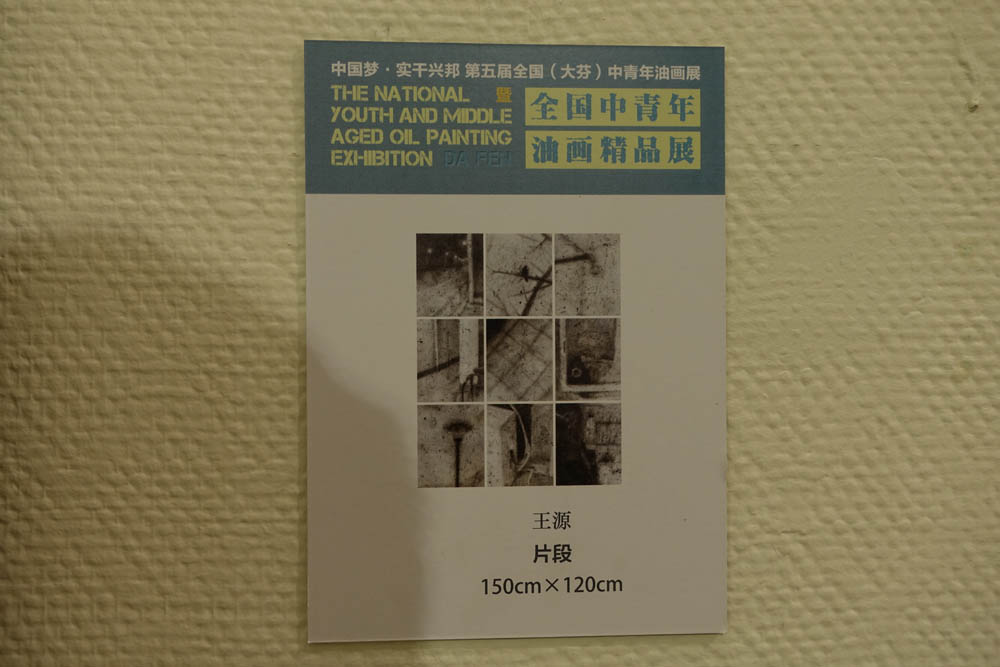 中国梦·实干兴邦 第五届全国（大芬）中青年油画展
THE NATIONAL 暨
YOUTH AND MIDDLE
AGED OIL PAINTING
EXHIBITION DA FEN
全国中青年
油画精品展
王源
片段
150cm×120cm